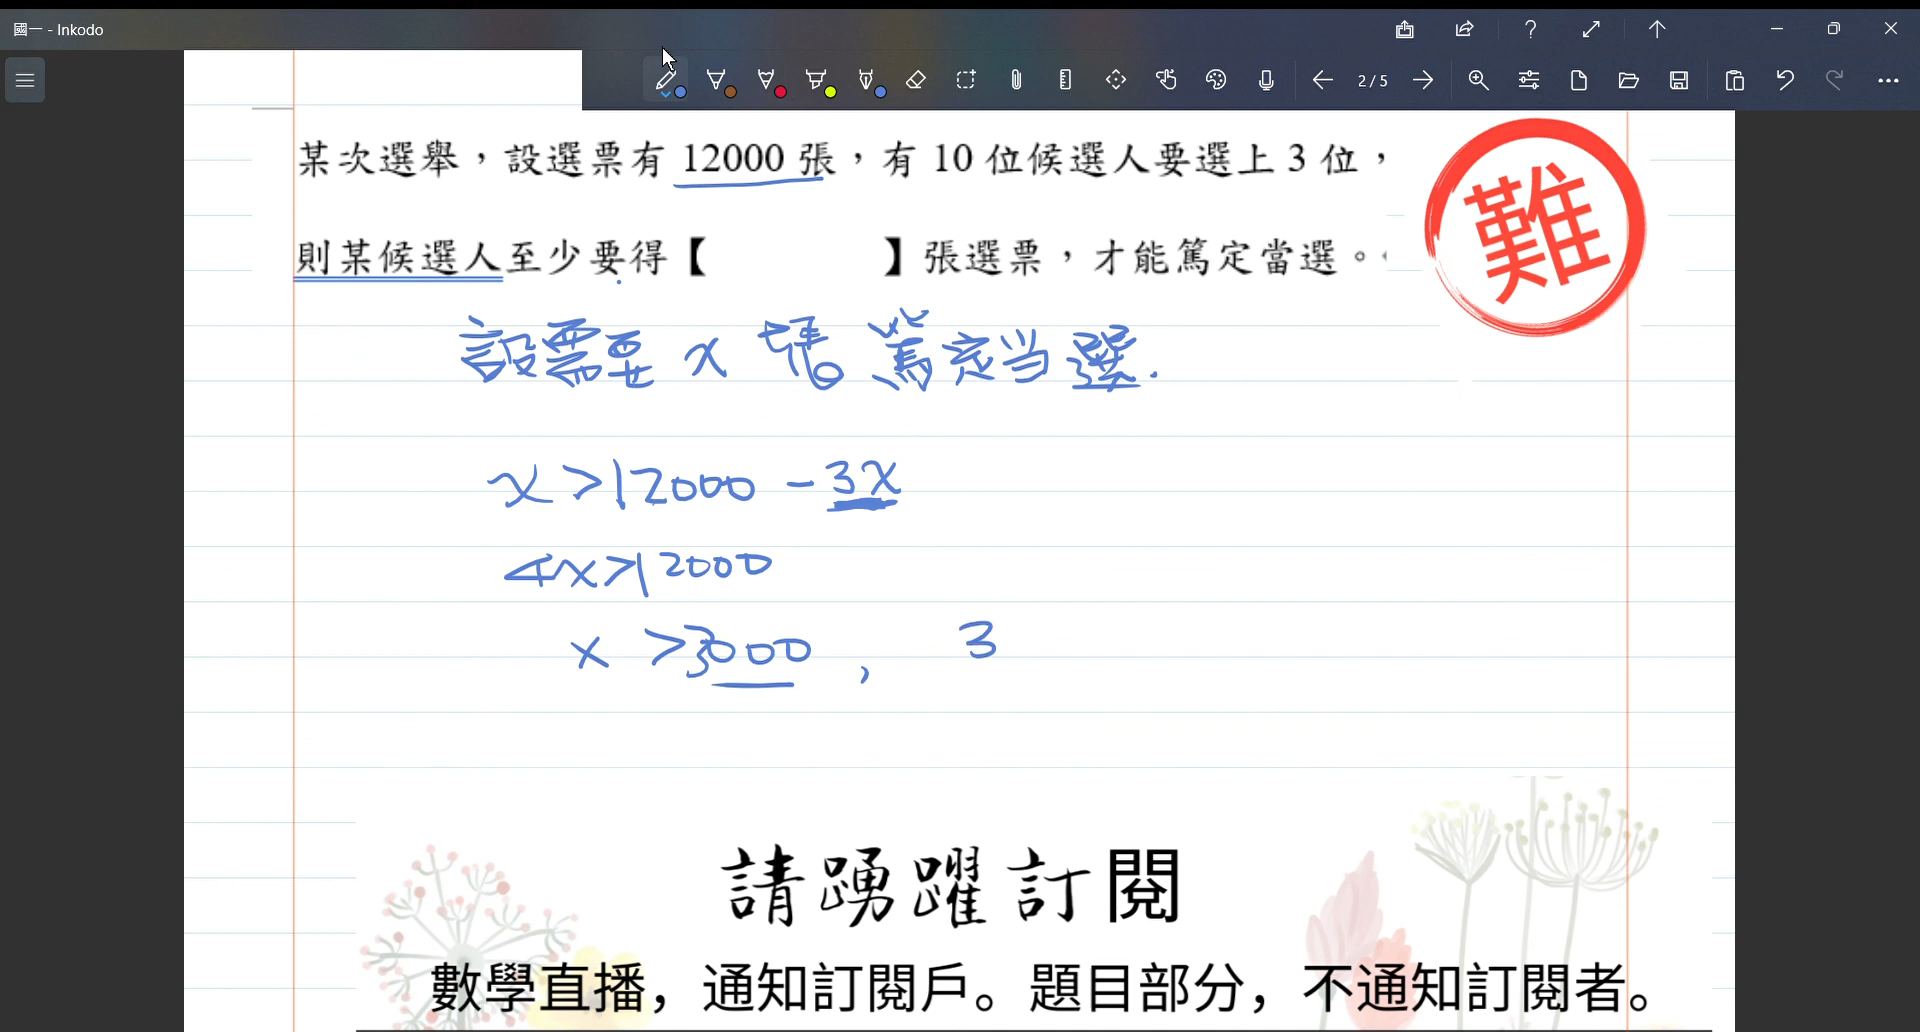 國一 - Inkodo
2/5
某次選舉，設選票有 12000 張，有 10 位候選人要選上 3 位，
難
則某候選人至少要得【 】張選票，才能篤定當選。
設需要 x 張篤定当選.
x > 12000 - 3x
4x > 12000
x > 3000 , 3
請踴躍訂閱
數學直播，通知訂閱戶。題目部分，不通知訂閱者。